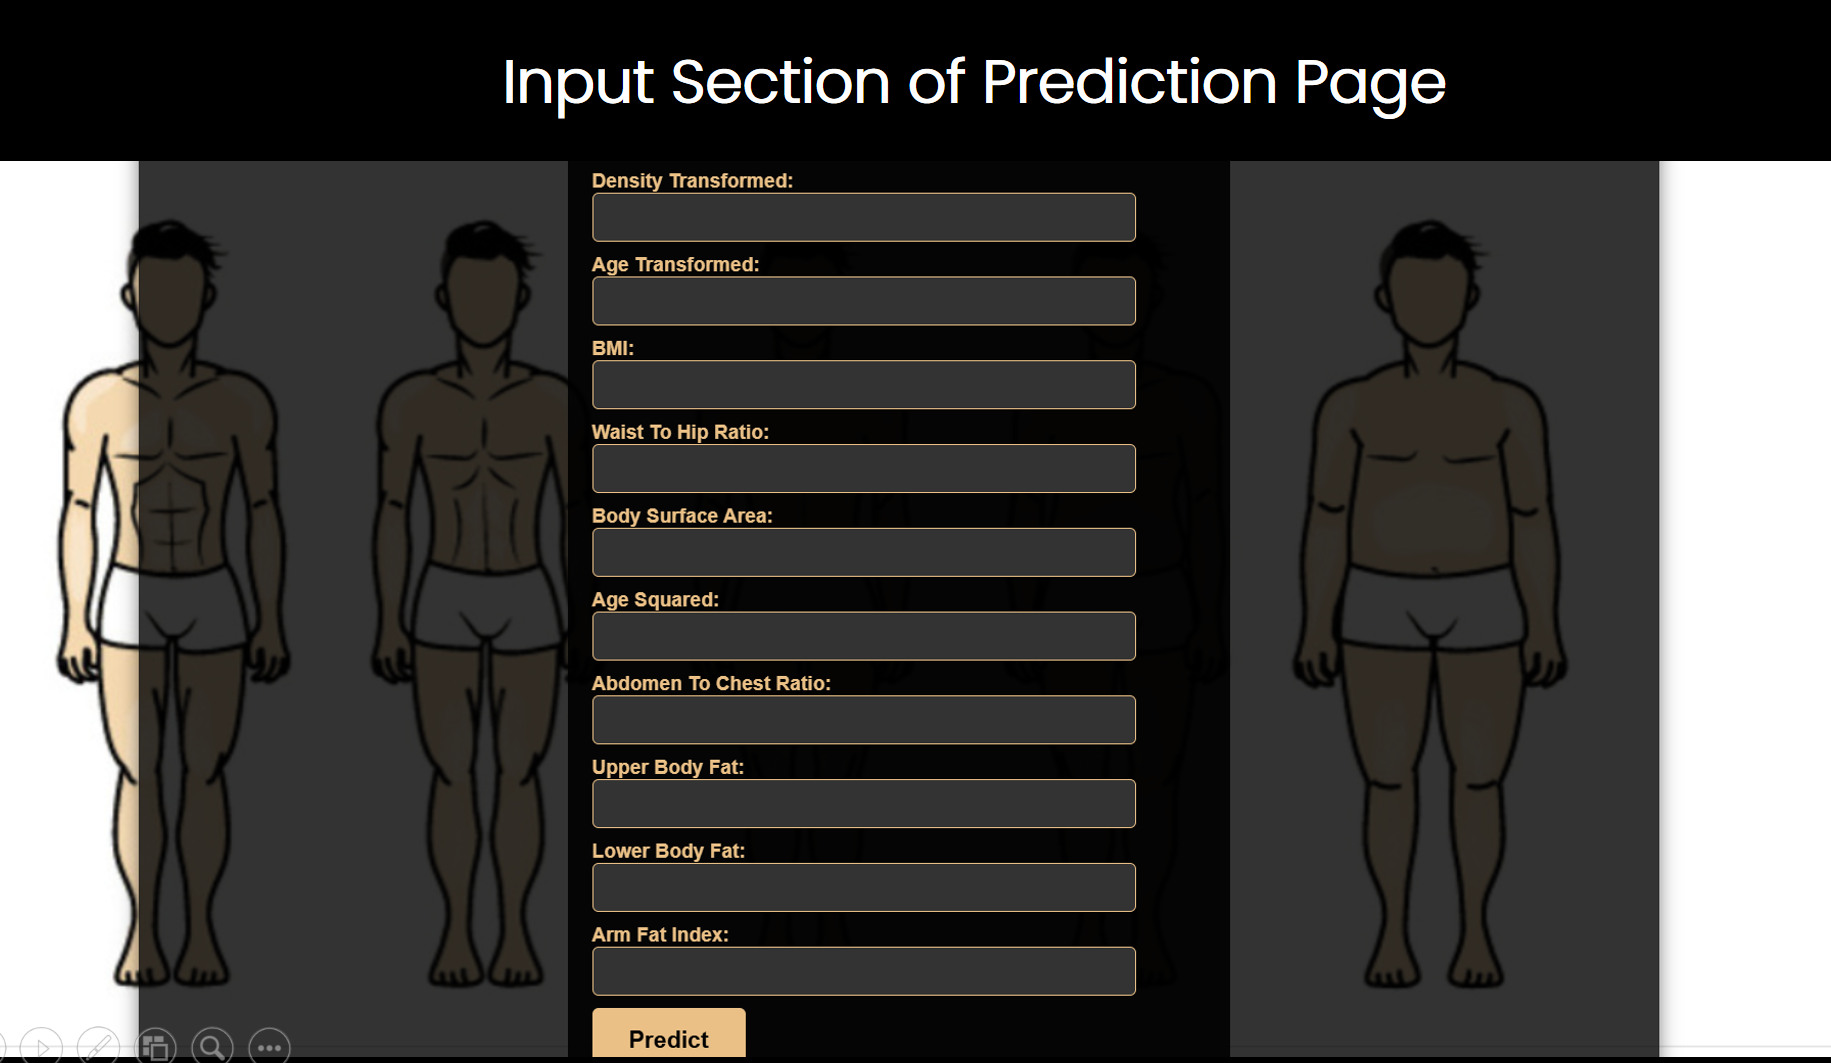 Input Section of Prediction Page
Density Transformed:
Age Transformed:
BMI:
Waist To Hip Ratio:
Body Surface Area:
Age Squared:
Abdomen To Chest Ratio:
Upper Body Fat:
Lower Body Fat:
Arm Fat Index:
Predict